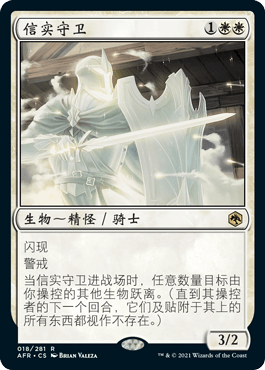 信实守卫 1
生物～精怪／骑士
闪现
警戒
当信实守卫进战场时，任意数量目标由
你操控的其他生物跃离。（直到其操控
者的下一个回合，它们及贴附于其上的
所有东西都视作不存在。）
3/2
018/281 R
AFR • CS BRIAN VALEZA
™ & © 2021 Wizards of the Coast